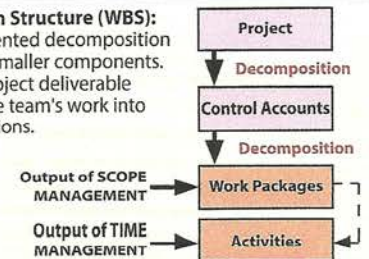 n Structure (WBS):
ented decomposition
maller components.
oject deliverable
e team's work into
ons.
Project
Decomposition
Control Accounts
Decomposition
Output of SCOPE
MANAGEMENT
Work Packages
Output of TIME
MANAGEMENT
Activities